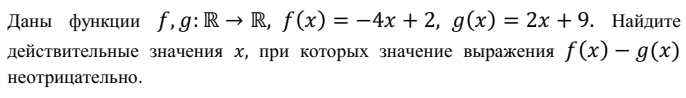 Даны функции f, g: ℝ → ℝ, f(x) = −4x + 2, g(x) = 2x + 9. Найдите
действительные значения x, при которых значение выражения f(x) − g(x)
неотрицательно.